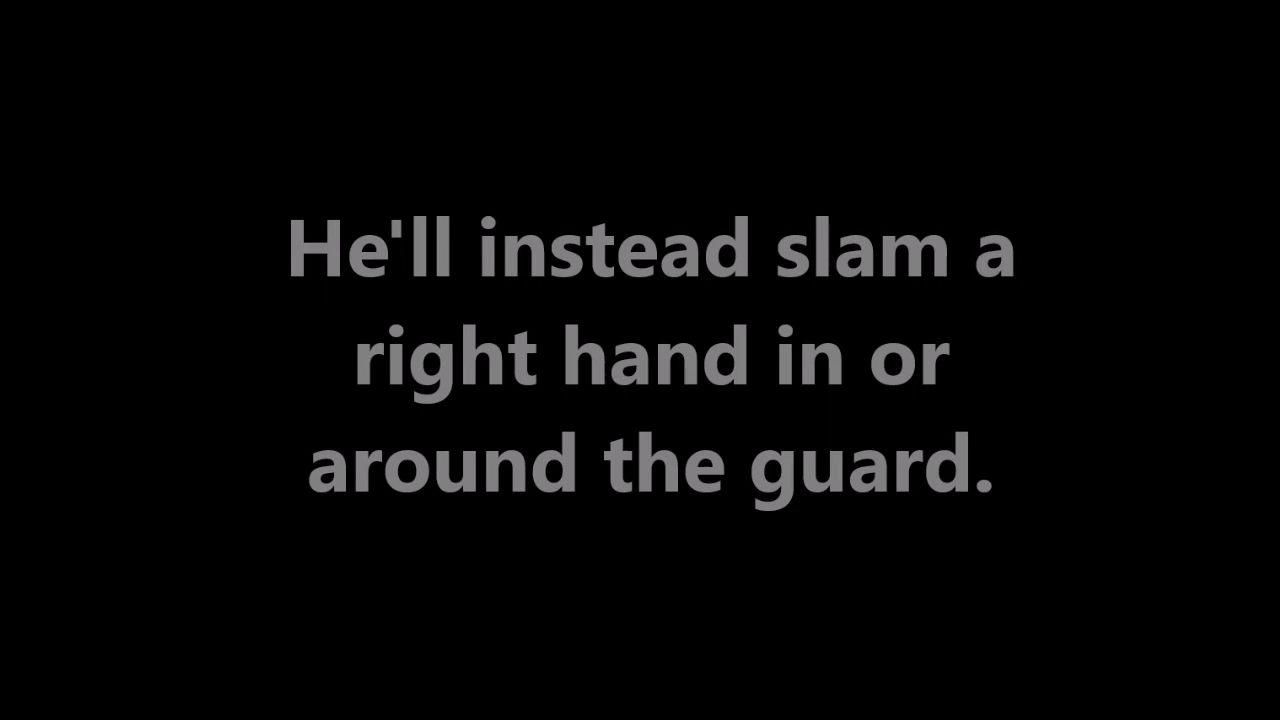 He'll instead slam a
right hand in or
around the guard.